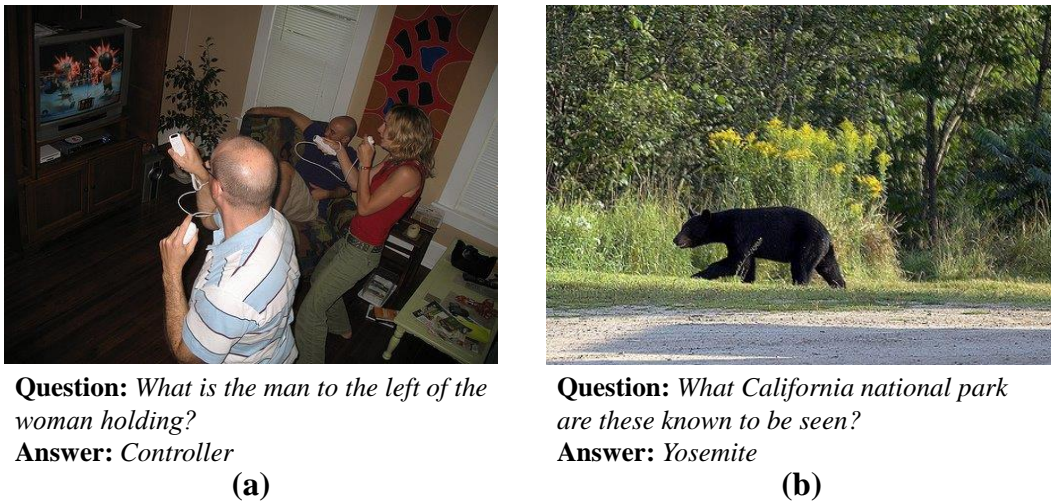 Question: What is the man to the left of the
woman holding?
Answer: Controller
(a)
Question: What California national park
are these known to be seen?
Answer: Yosemite
(b)